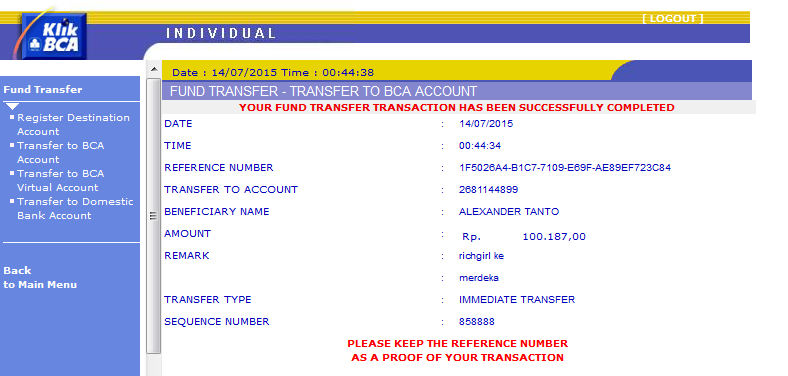 Klik
BCA
INDIVIDUAL
[ LOGOUT ]
Date : 14/07/2015 Time : 00:44:38
Fund Transfer
Register Destination
Account
Transfer to BCA
Account
Transfer to BCA
Virtual Account
Transfer to Domestic
Bank Account
Back
to Main Menu
FUND TRANSFER - TRANSFER TO BCA ACCOUNT
YOUR FUND TRANSFER TRANSACTION HAS BEEN SUCCESSFULLY COMPLETED
DATE : 14/07/2015
TIME : 00:44:34
REFERENCE NUMBER : 1F5026A4-B1C7-7109-E69F-AE89EF723C84
TRANSFER TO ACCOUNT : 2681144899
BENEFICIARY NAME : ALEXANDER TANTO
AMOUNT : Rp. 100.187,00
REMARK : richgirl ke
: merdeka
TRANSFER TYPE : IMMEDIATE TRANSFER
SEQUENCE NUMBER : 858888
PLEASE KEEP THE REFERENCE NUMBER
AS A PROOF OF YOUR TRANSACTION